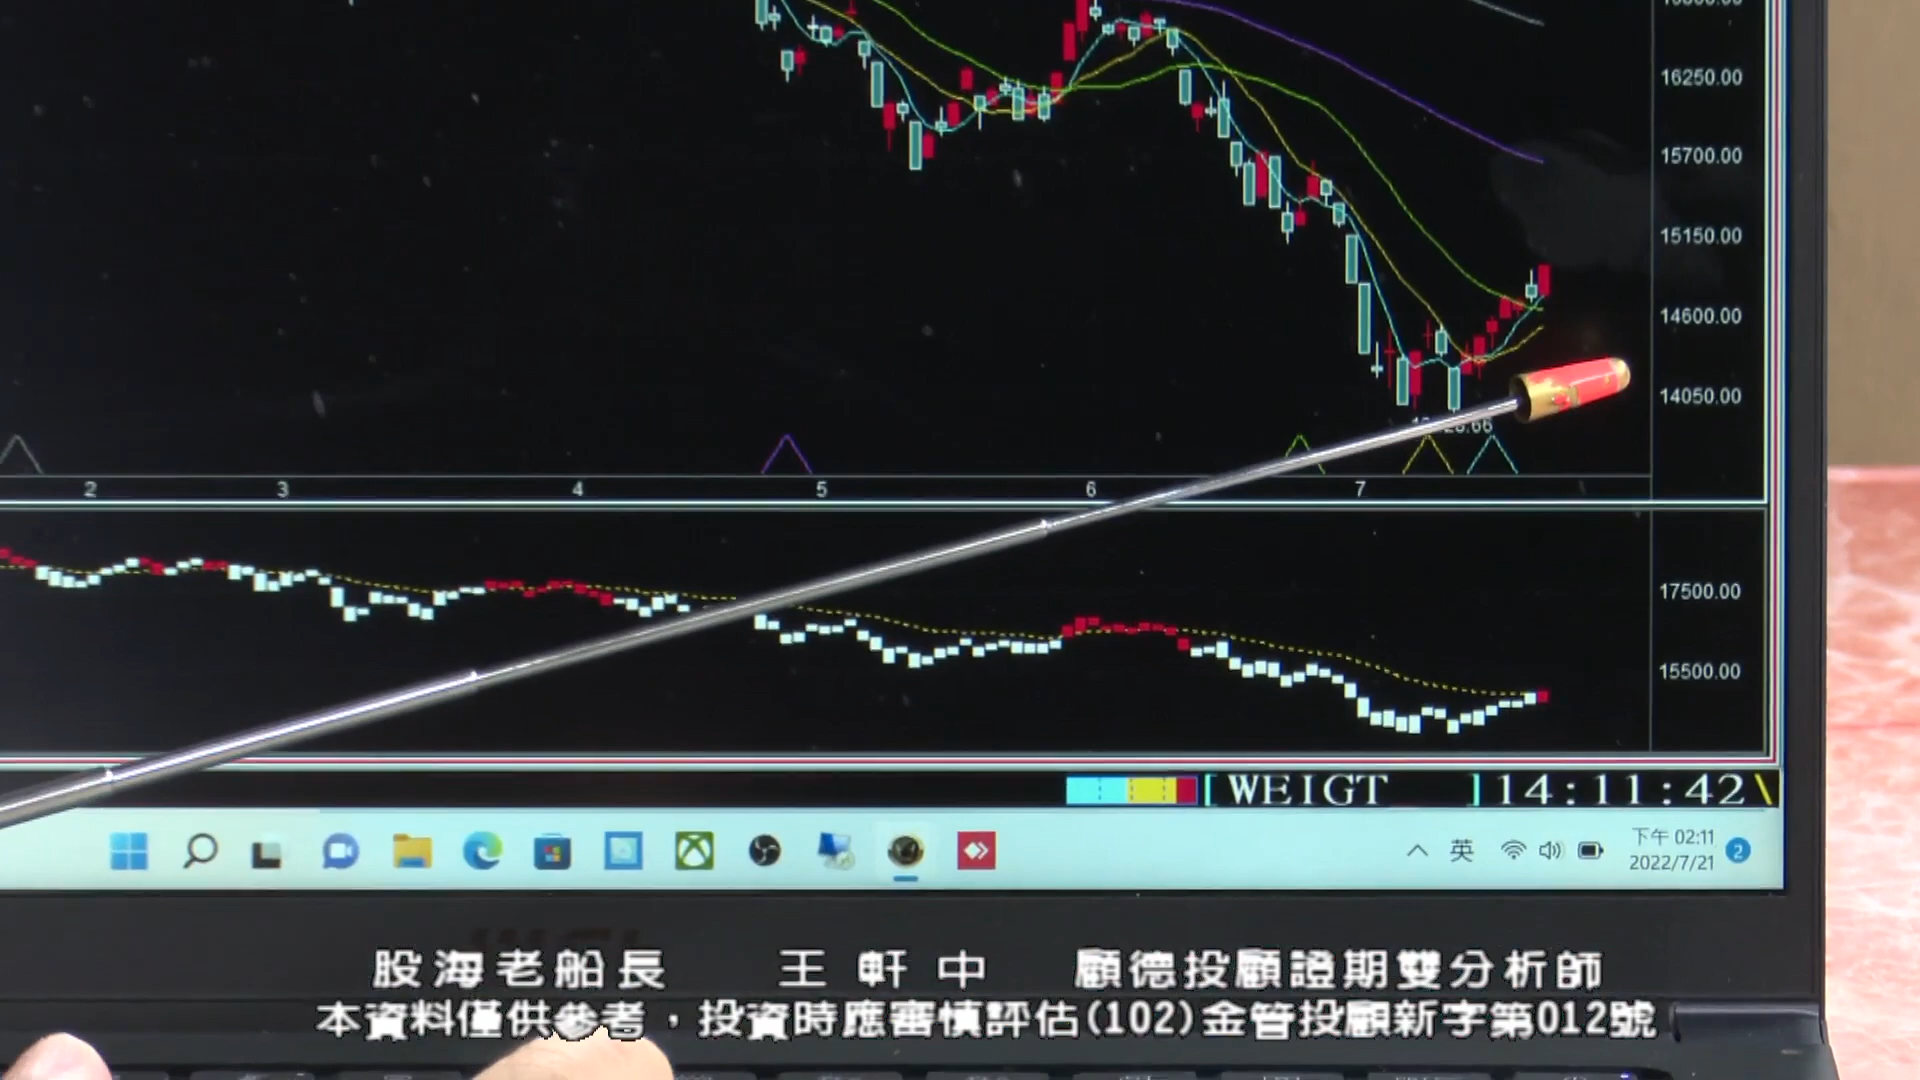 16250.00
15700.00
15150.00
14600.00
14050.00
2 3 4 5 6 7
17500.00
15500.00
[ WEIGT ]14:11:42\
英
下午 02:11
2022/7/21
2
股海老船長 王軒中 顧德投顧證期雙分析師
本資料僅供參考，投資時應審慎評估(102)金管投顧新字第012號